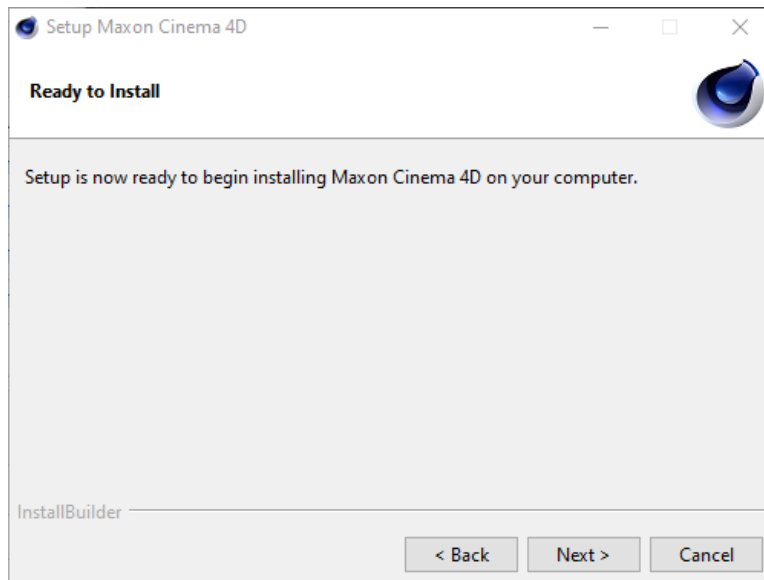 Setup Maxon Cinema 4D
Ready to Install
Setup is now ready to begin installing Maxon Cinema 4D on your computer.
InstallBuilder
< Back
Next >
Cancel